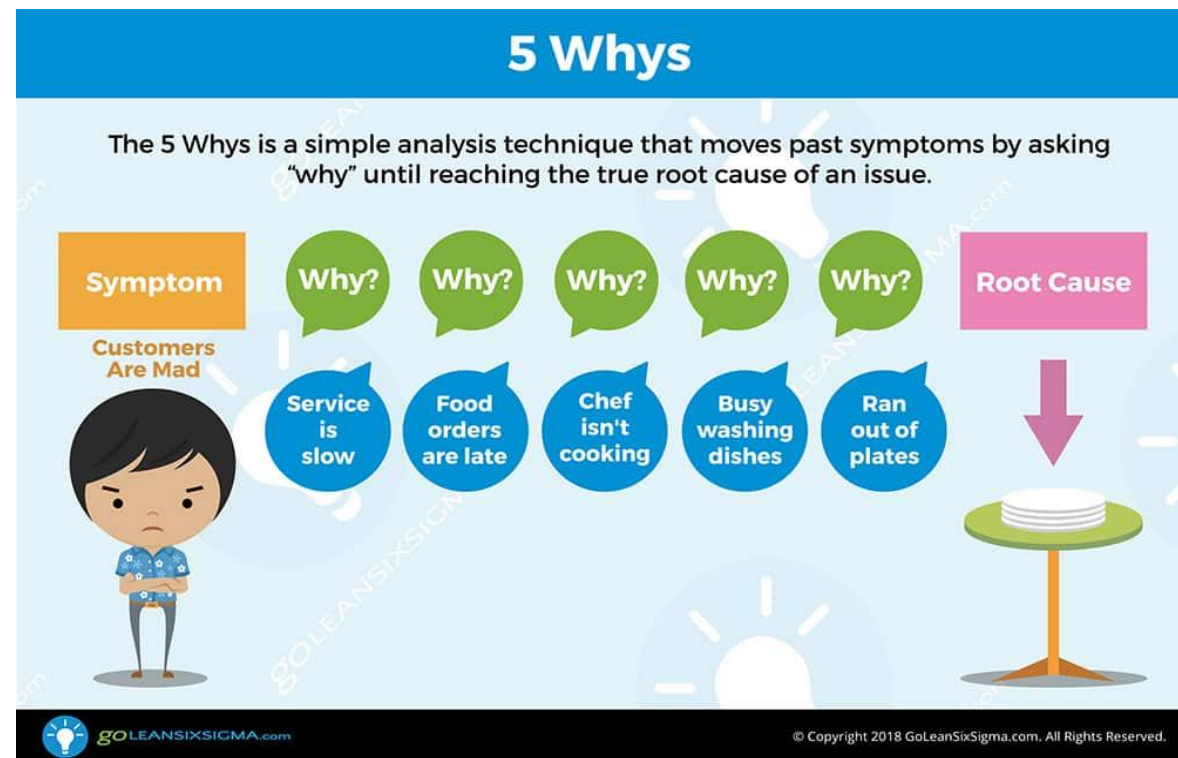 5 Whys
The 5 Whys is a simple analysis technique that moves past symptoms by asking
“why” until reaching the true root cause of an issue.
Symptom
Why?
Why?
Why?
Why?
Why?
Root Cause
Customers
Are Mad
Service
is
slow
Food
orders
are late
Chef
isn't
cooking
Busy
washing
dishes
Ran
out of
plates
goLEANSIXSIGMA.com
© Copyright 2018 GoLeanSixSigma.com. All Rights Reserved.